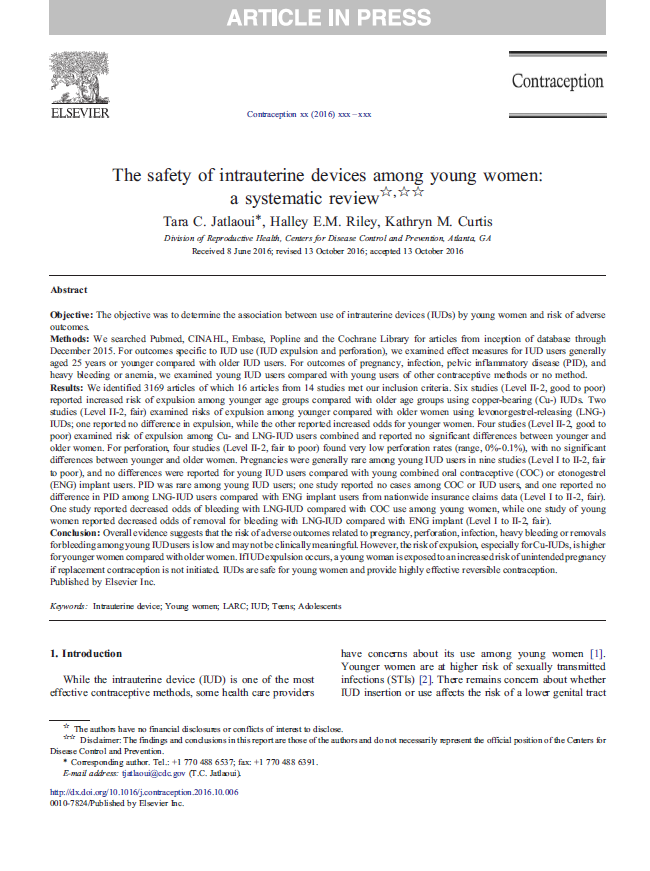 ARTICLE IN PRESS
ELSEVIER
Contraception
Contraception xx (2016) xxx–xxx
The safety of intrauterine devices among young women:
a systematic review☆,☆☆
Tara C. Jatlaoui*, Halley E.M. Riley, Kathryn M. Curtis
Division of Reproductive Health, Centers for Disease Control and Prevention, Atlanta, GA
Received 8 June 2016; revised 13 October 2016; accepted 13 October 2016
Abstract
Objective: The objective was to determine the association between use of intrauterine devices (IUDs) by young women and risk of adverse
outcomes.
Methods: We searched Pubmed, CINAHL, Embase, Popline and the Cochrane Library for articles from inception of database through
December 2015. For outcomes specific to IUD use (IUD expulsion and perforation), we examined effect measures for IUD users generally
aged 25 years or younger compared with older IUD users. For outcomes of pregnancy, infection, pelvic inflammatory disease (PID), and
heavy bleeding or anemia, we examined young IUD users compared with young users of other contraceptive methods or no method.
Results: We identified 3169 articles of which 16 articles from 14 studies met our inclusion criteria. Six studies (Level II-2, good to poor)
reported increased risk of expulsion among younger age groups compared with older age groups using copper-bearing (Cu-) IUDs. Two
studies (Level II-2, fair) examined risks of expulsion among younger compared with older women using levonorgestrel-releasing (LNG-)
IUDs; one reported no difference in expulsion, while the other reported increased odds for younger women. Four studies (Level II-2, good to
poor) examined risk of expulsion among Cu- and LNG-IUD users combined and reported no significant differences between younger and
older women. For perforation, four studies (Level II-2, fair to poor) found very low perforation rates (range, 0%-0.1%), with no significant
differences between younger and older women. Pregnancies were generally rare among young IUD users in nine studies (Level I to II-2, fair
to poor), and no differences were reported for young IUD users compared with young combined oral contraceptive (COC) or etonogestrel
(ENG) implant users. PID was rare among young IUD users; one study reported no cases among COC or IUD users, and one reported no
difference in PID among LNG-IUD users compared with ENG implant users from nationwide insurance claims data (Level I to II-2, fair).
One study reported decreased odds of bleeding with LNG-IUD compared with COC use among young women, while one study of young
women reported decreased odds of removal for bleeding with LNG-IUD compared with ENG implant (Level I to II-2, fair).
Conclusion: Overall evidence suggests that the risk of adverse outcomes related to pregnancy, perforation, infection, heavy bleeding or removals
for bleeding among young IUD users is low and may not be clinically meaningful. However, the risk of expulsion, especially for Cu-IUDs, is higher
for younger women compared with older women. If IUD expulsion occurs, a young woman is exposed to an increased risk of unintended pregnancy
if replacement contraception is not initiated. IUDs are safe for young women and provide highly effective reversible contraception.
Published by Elsevier Inc.
Keywords: Intrauterine device; Young women; LARC; IUD; Teens; Adolescents
1. Introduction
While the intrauterine device (IUD) is one of the most
effective contraceptive methods, some health care providers
have concerns about its use among young women [1].
Younger women are at higher risk of sexually transmitted
infections (STIs) [2]. There remains concern about whether
IUD insertion or use affects the risk of a lower genital tract
☆ The authors have no financial disclosures or conflicts of interest to disclose.
☆☆ Disclaimer: The findings and conclusions in this report are those of the authors and do not necessarily represent the official position of the Centers for
Disease Control and Prevention.
* Corresponding author. Tel.: +1 770 488 6537; fax: +1 770 488 6391.
E-mail address: tjatlaoui@cdc.gov (T.C. Jatlaoui).
http://dx.doi.org/10.1016/j.contraception.2016.10.006
0010-7824/Published by Elsevier Inc.